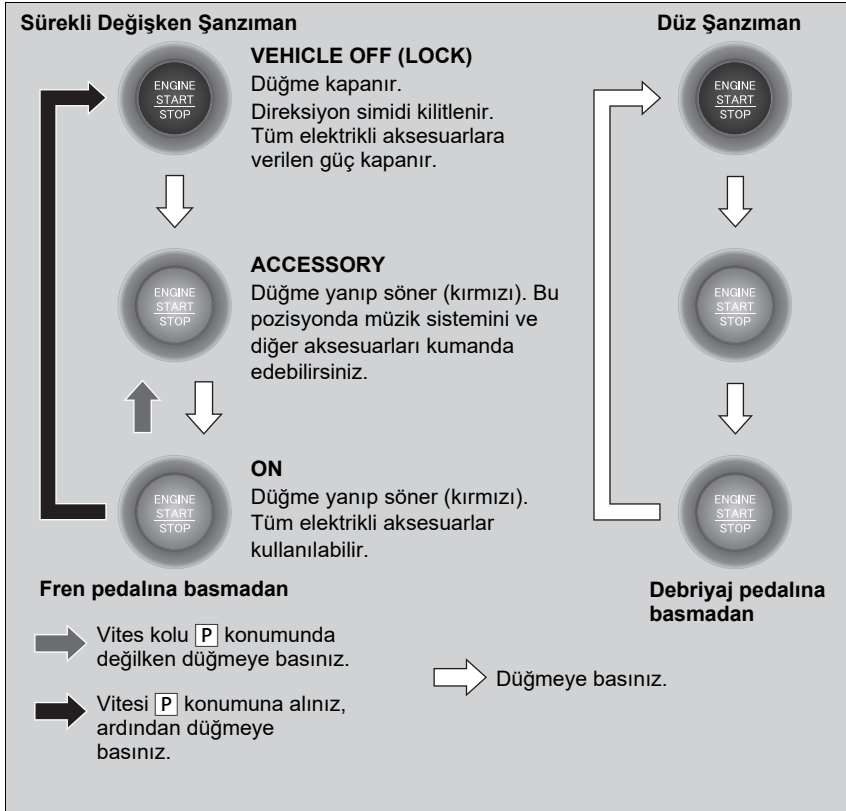 Sürekli Değişken Şanzıman
Düz Şanzıman
ENGINE
START
STOP
VEHICLE OFF (LOCK)
Düğme kapanır.
Direksiyon simidi kilitlenir.
Tüm elektrikli aksesuarlara
verilen güç kapanır.
ENGINE
START
STOP
ENGINE
START
STOP
ACCESSORY
Düğme yanıp söner (kırmızı). Bu
pozisyonda müzik sistemini ve
diğer aksesuarları kumanda
edebilirsiniz.
ENGINE
START
STOP
ENGINE
START
STOP
ON
Düğme yanıp söner (kırmızı).
Tüm elektrikli aksesuarlar
kullanılabilir.
ENGINE
START
STOP
Fren pedalına basmadan
Debriyaj pedalına
basmadan
Vites kolu P konumunda
değilken düğmeye basınız.
Düğmeye basınız.
Vitesi P konumuna alınız,
ardından düğmeye
basınız.